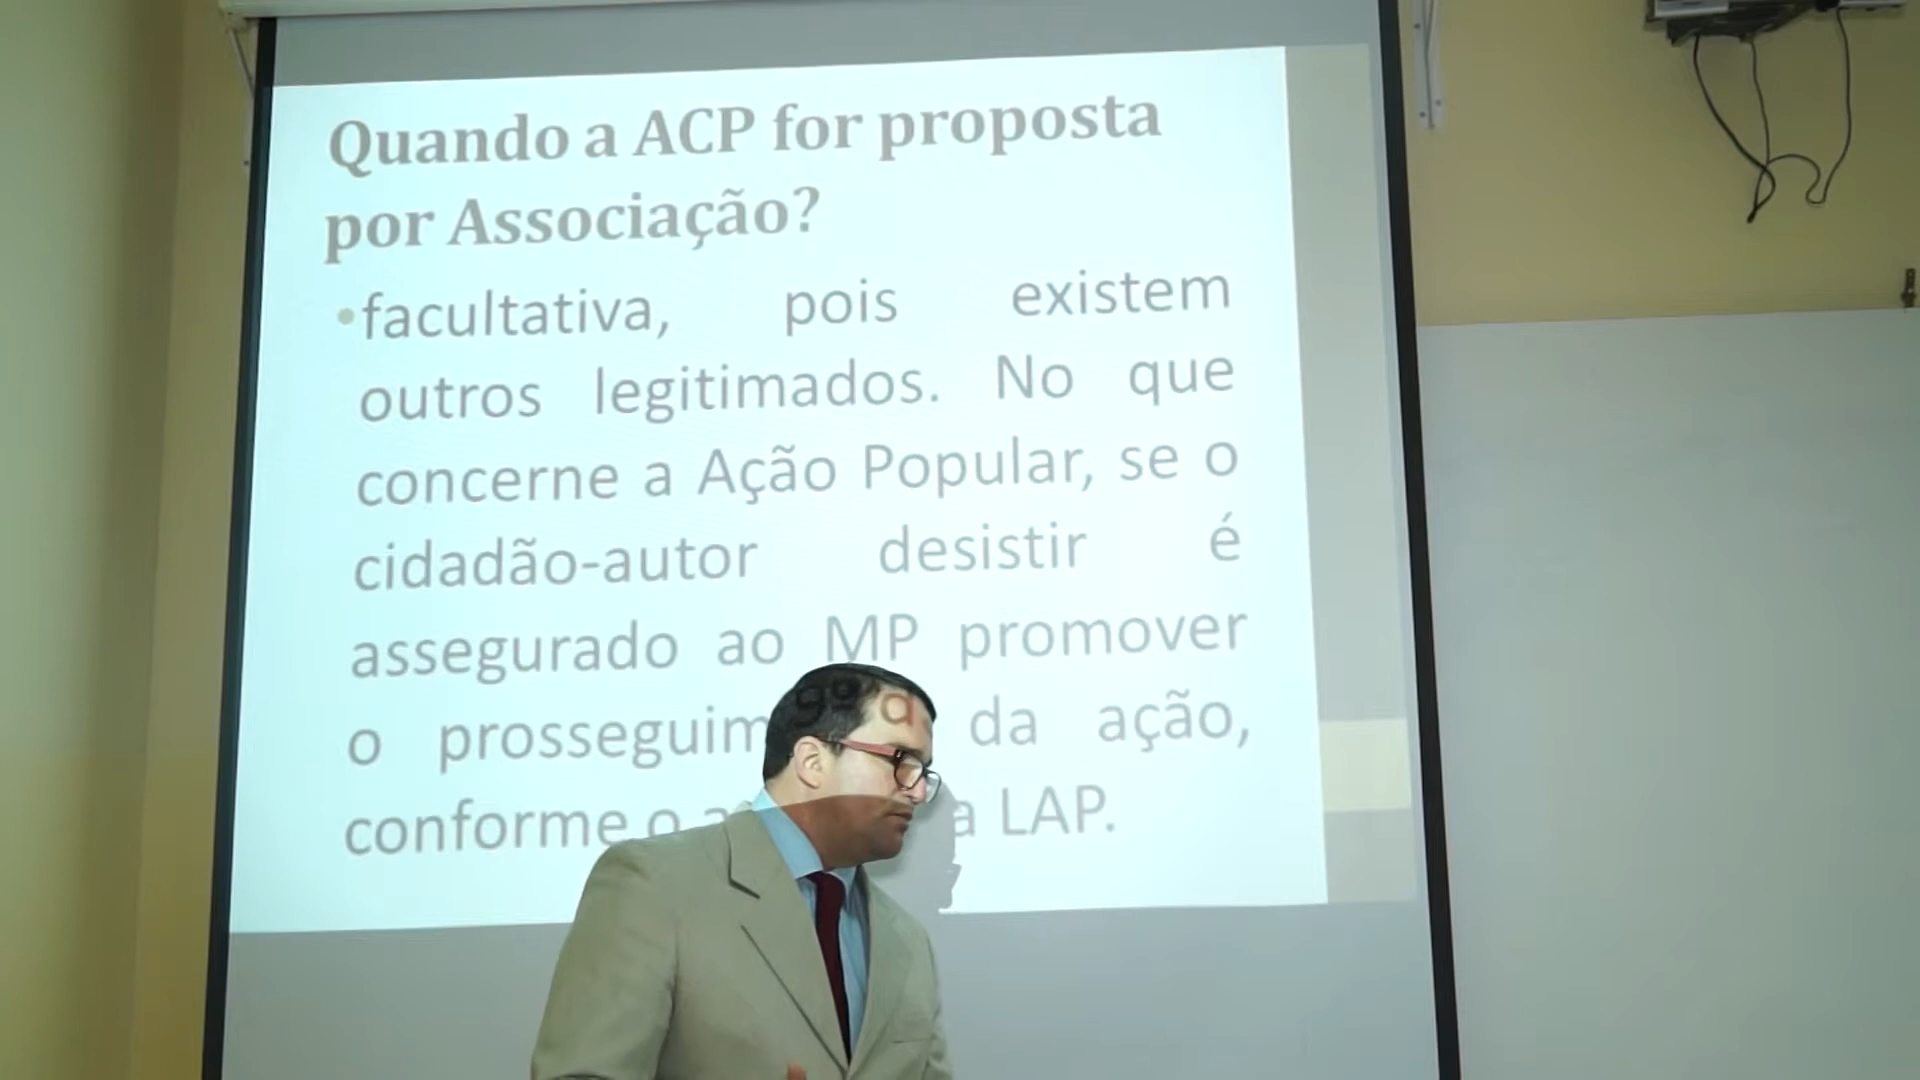 Quando a ACP for proposta
por Associação?
•facultativa, pois existem
outros legitimados. No que
concerne a Ação Popular, se o
cidadão-autor desistir é
assegurado ao MP promover
o da ação,
conforme o LAP.